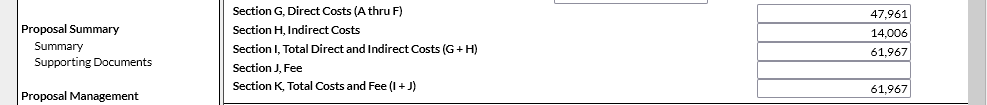 Proposal Summary
Summary
Supporting Documents
Proposal Management
Section G, Direct Costs (A thru F) 47,961
Section H, Indirect Costs 14,006
Section I, Total Direct and Indirect Costs (G + H) 61,967
Section J, Fee
Section K, Total Costs and Fee (I + J) 61,967